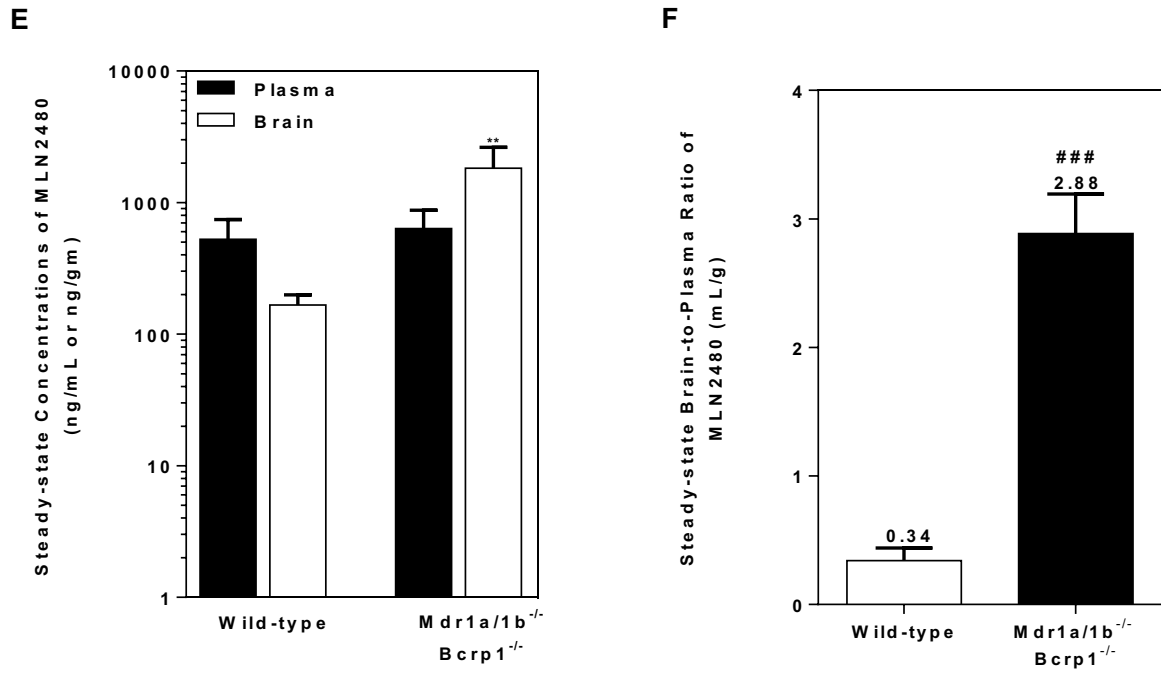 E
Steady-state Concentrations of MLN2480
(ng/mL or ng/gm)
10000
1000
100
10
1
Plasma
Brain
**
Wild-type
Mdr1a/1b-/-
Bcrp1-/-
F
Steady-state Brain-to-Plasma Ratio of
MLN2480 (mL/g)
4
3
2
1
0
###
2.88
0.34
Wild-type
Mdr1a/1b-/-
Bcrp1-/-